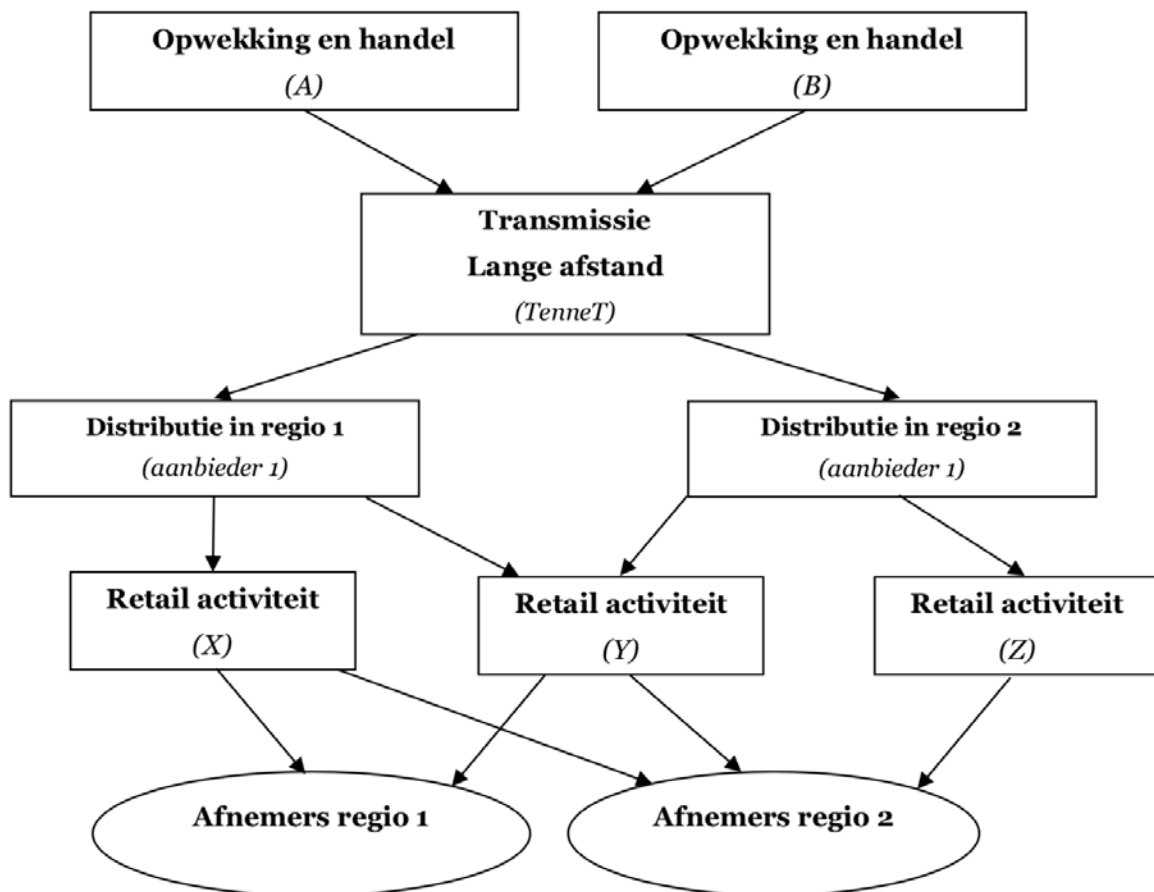 Opwekking en handel
(A)
Opwekking en handel
(B)
Transmissie
Lange afstand
(TenneT)
Distributie in regio 1
(aanbieder 1)
Distributie in regio 2
(aanbieder 1)
Retail activiteit
(X)
Retail activiteit
(Y)
Retail activiteit
(Z)
Afnemers regio 1
Afnemers regio 2